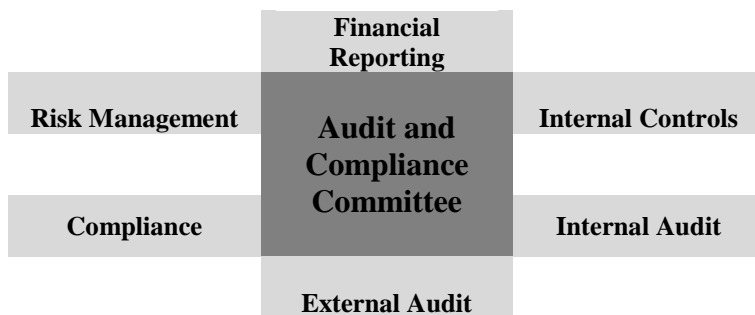 Financial
Reporting
Risk Management
Audit and
Compliance
Committee
Internal Controls
Compliance
Internal Audit
External Audit